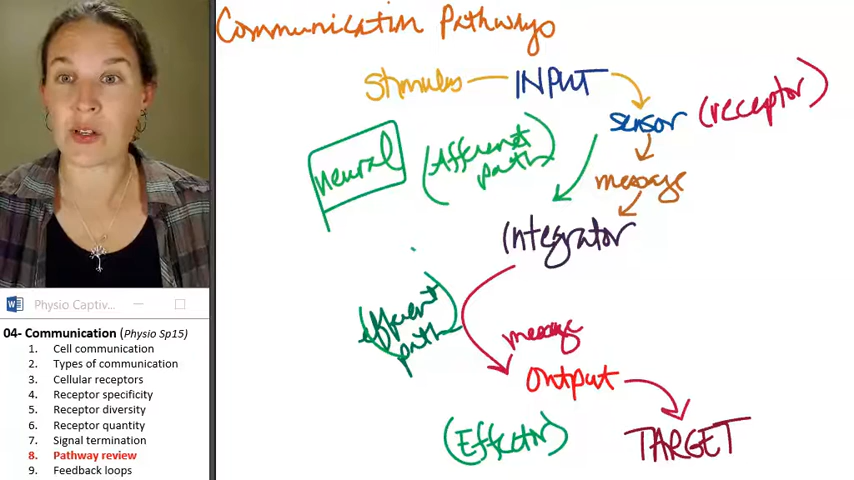 Communication Pathways
stimulus — INPUT
sensor (receptor)
neural
(Afferent
path)
message
Integrator
efferent
path
message
Output
(Effector)
TARGET
Physio Captiv...
04- Communication (Physio Sp15)
1. Cell communication
2. Types of communication
3. Cellular receptors
4. Receptor specificity
5. Receptor diversity
6. Receptor quantity
7. Signal termination
8. Pathway review
9. Feedback loops